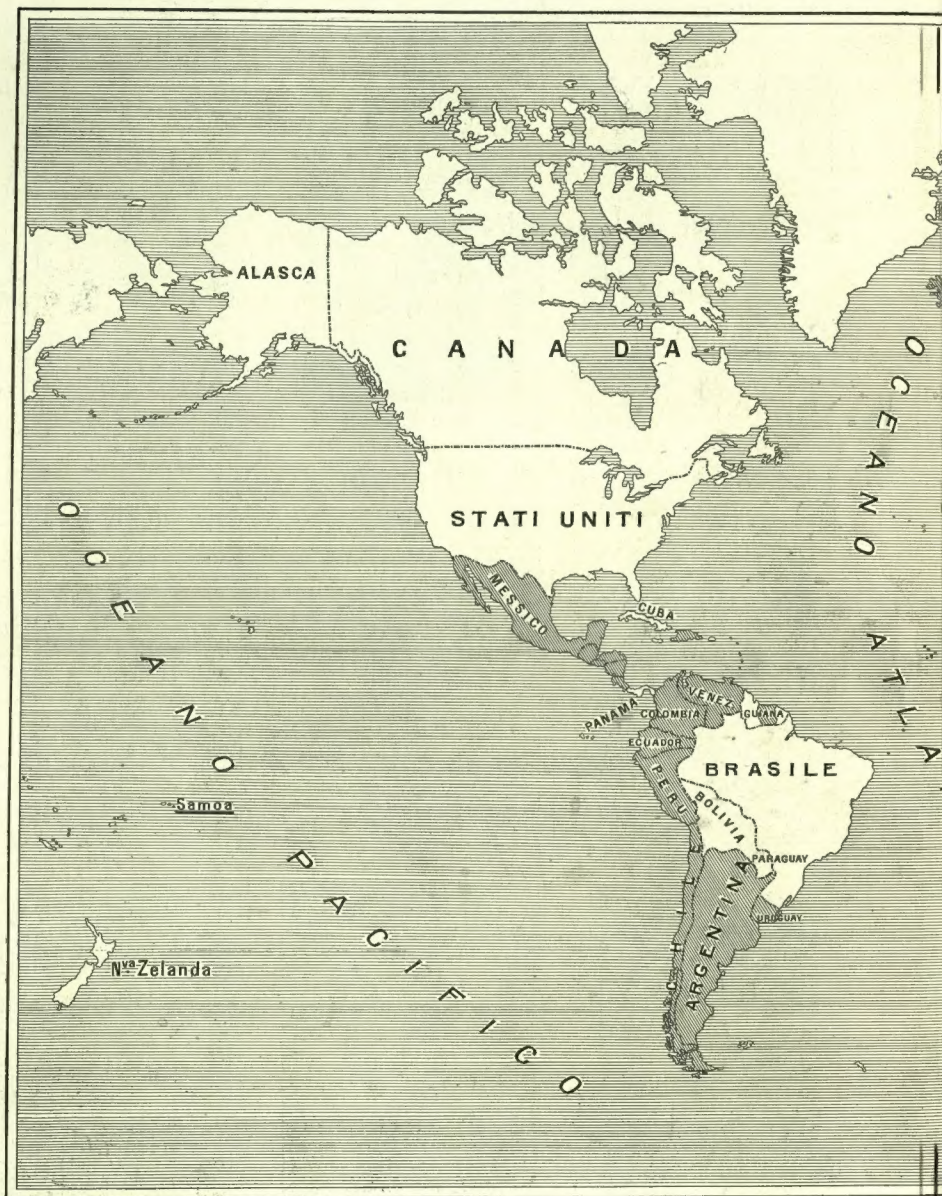 ALASCA
CANADA
STATI UNITI
MESSICO
CUBA
PANAMA
VENEZ.
COLOMBIA
GUIANA
ECUADOR
BRASILE
PERU
BOLIVIA
PARAGUAY
CHILE
ARGENTINA
URUGUAY
OCEANO PACIFICO
Samoa
Nva Zelanda
OCEANO ATLA